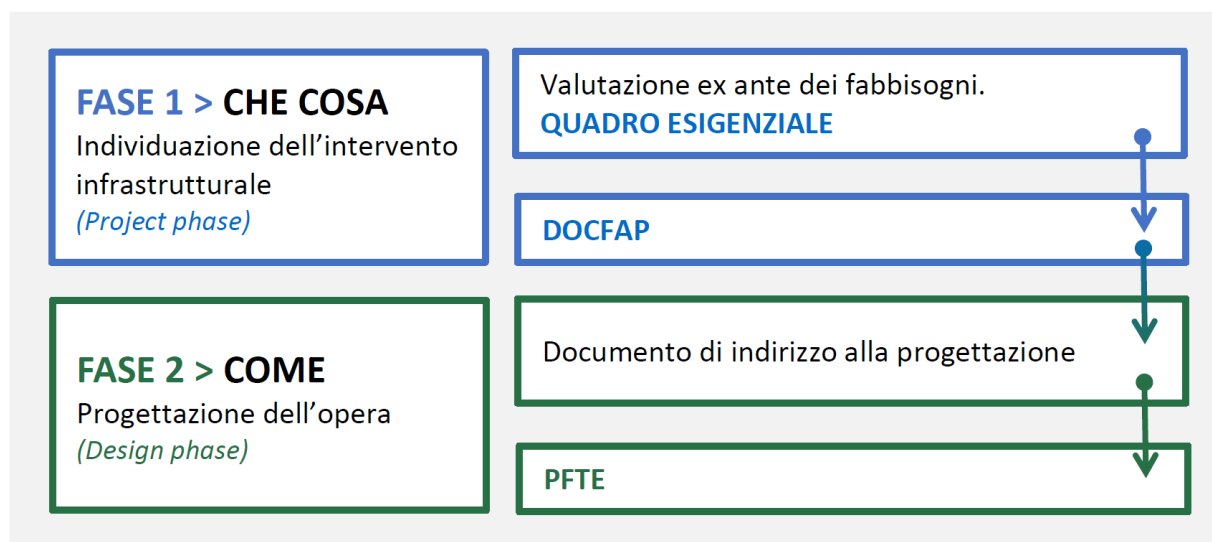 FASE 1 > CHE COSA
Individuazione dell’intervento
infrastrutturale
(Project phase)
Valutazione ex ante dei fabbisogni.
QUADRO ESIGENZIALE
DOCFAP
FASE 2 > COME
Progettazione dell’opera
(Design phase)
Documento di indirizzo alla progettazione
PFTE